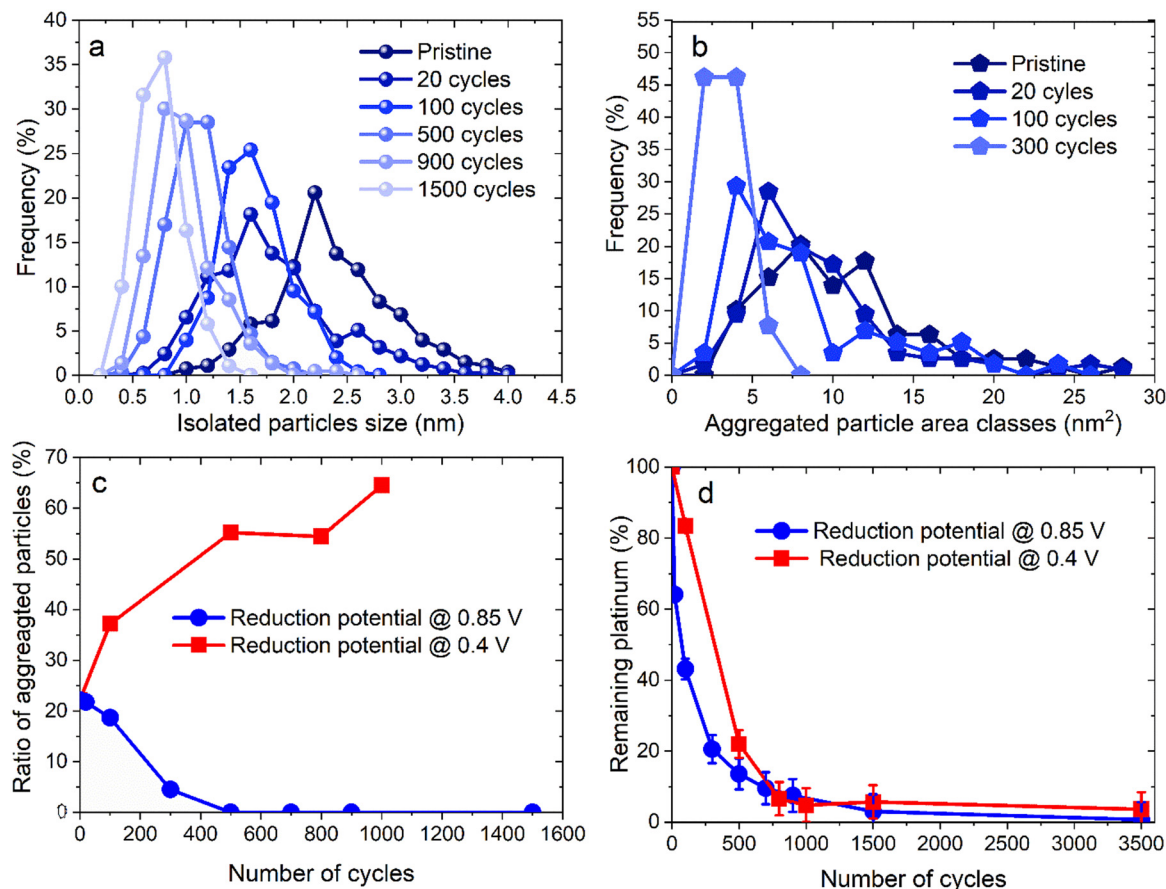 a
Pristine
20 cycles
100 cycles
500 cycles
900 cycles
1500 cycles
Frequency (%)
40
35
30
25
20
15
10
5
0
0.0 0.5 1.0 1.5 2.0 2.5 3.0 3.5 4.0 4.5
Isolated particles size (nm)
b
Pristine
20 cyles
100 cycles
300 cycles
Frequency (%)
55
50
45
40
35
30
25
20
15
10
5
0
0 5 10 15 20 25 30
Aggregated particle area classes (nm²)
c
Reduction potential @ 0.85 V
Reduction potential @ 0.4 V
Ratio of aggreagted particles (%)
70
60
50
40
30
20
10
0
0 200 400 600 800 1000 1200 1400 1600
Number of cycles
d
Reduction potential @ 0.85 V
Reduction potential @ 0.4 V
Remaining platinum (%)
100
80
60
40
20
0
0 500 1000 1500 2000 2500 3000 3500
Number of cycles